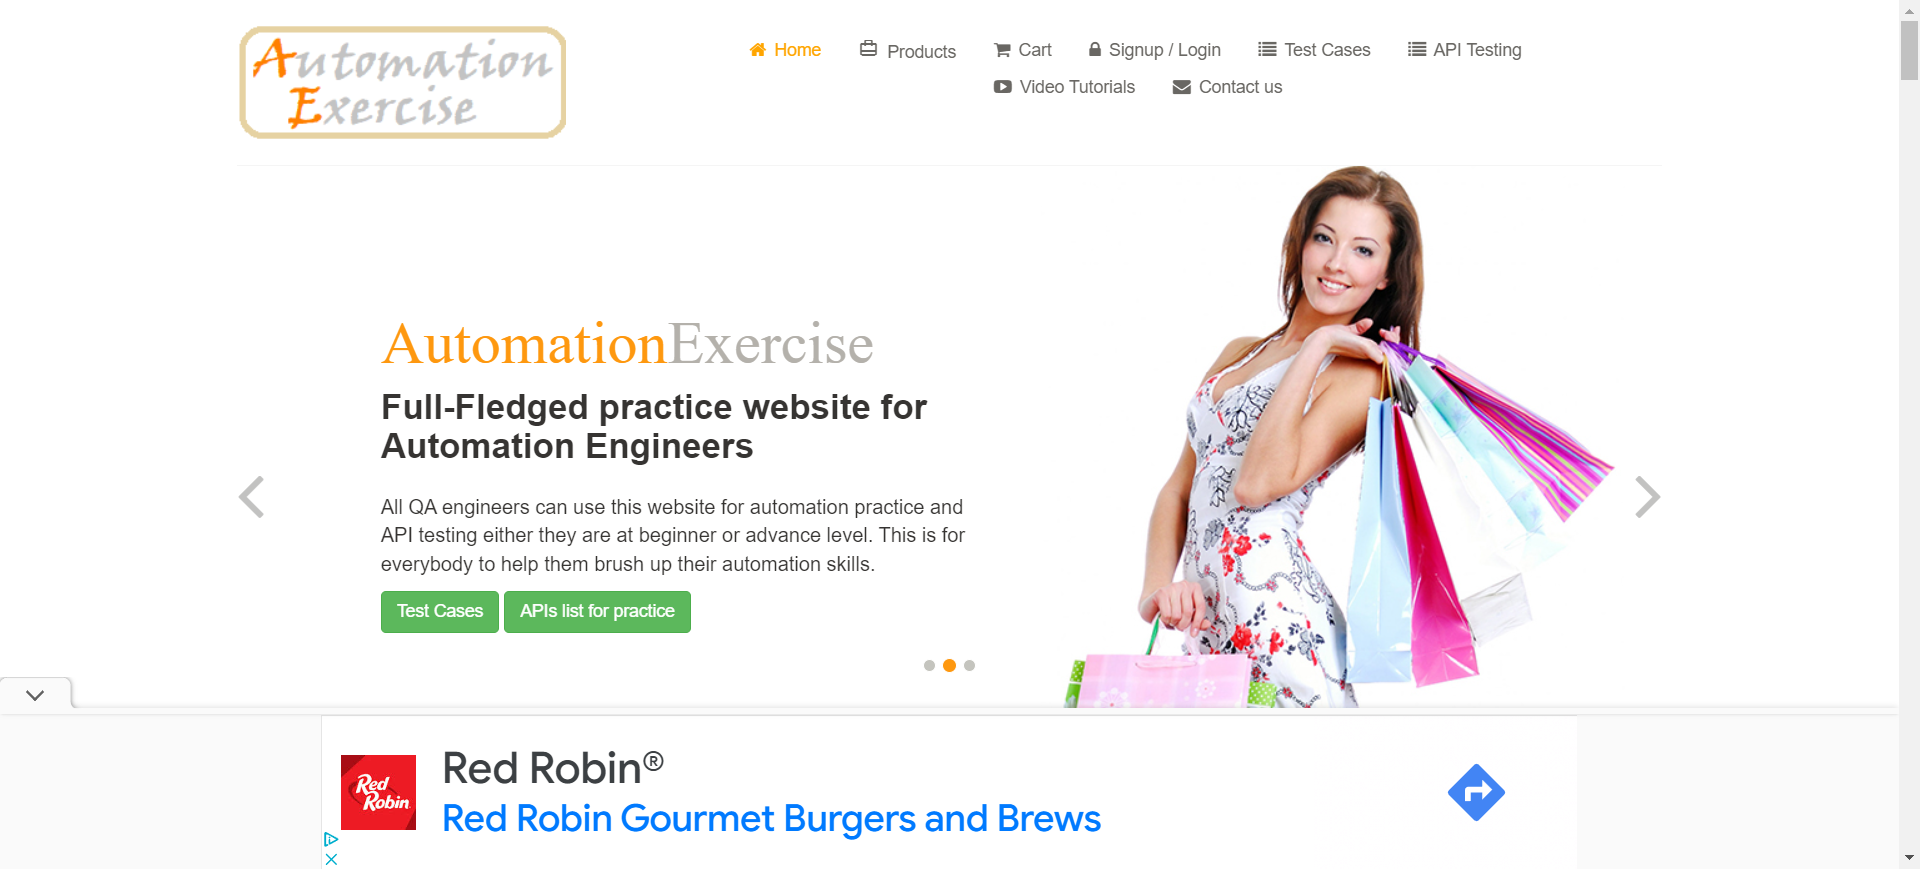 Automation
Exercise
Home
Products
Cart
Signup / Login
Test Cases
API Testing
Video Tutorials
Contact us
AutomationExercise
Full-Fledged practice website for
Automation Engineers
All QA engineers can use this website for automation practice and
API testing either they are at beginner or advance level. This is for
everybody to help them brush up their automation skills.
Test Cases
APIs list for practice
Red
Robin
Red Robin®
Red Robin Gourmet Burgers and Brews